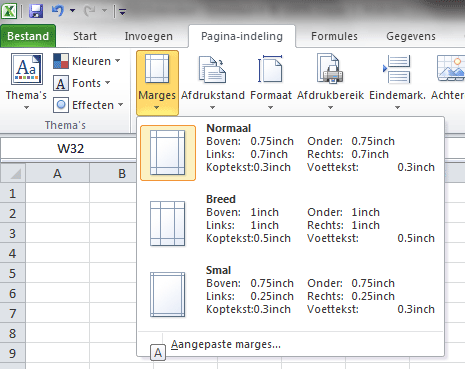 Bestand Start Invoegen Pagina-indeling Formules Gegevens
Thema's Kleuren Fonts Effecten
Marges Afdrukstand Formaat Afdrukbereik Eindemark. Achter
Thema's
W32
A B
1
2
3
4
5
6
7
8
9
Normaal
Boven: 0.75inch Onder: 0.75inch
Links: 0.7inch Rechts: 0.7inch
Koptekst:0.3inch Voettekst: 0.3inch
Breed
Boven: 1inch Onder: 1inch
Links: 1inch Rechts: 1inch
Koptekst:0.5inch Voettekst: 0.5inch
Smal
Boven: 0.75inch Onder: 0.75inch
Links: 0.25inch Rechts: 0.25inch
Koptekst:0.3inch Voettekst: 0.3inch
A Aangepaste marges...